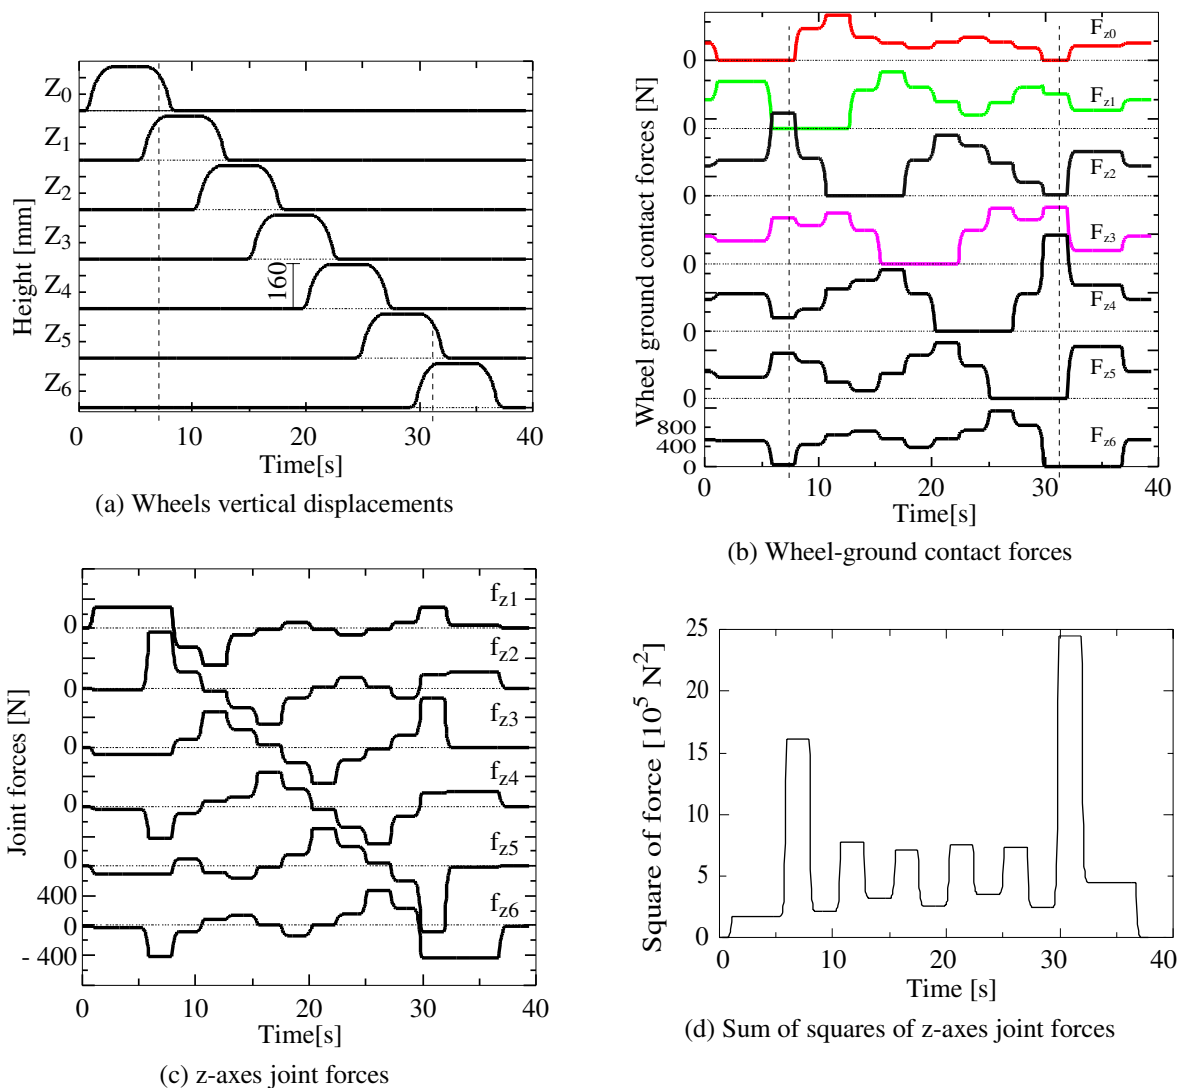 Height [mm]
Z0
Z1
Z2
Z3
Z4
Z5
Z6
160
0
10
20
30
40
Time[s]
(a) Wheels vertical displacements
Wheel ground contact forces [N]
0
0
0
0
0
0
800
400
0
Fz0
Fz1
Fz2
Fz3
Fz4
Fz5
Fz6
0
10
20
30
40
Time[s]
(b) Wheel-ground contact forces
Joint forces [N]
0
0
0
0
0
400
0
- 400
fz1
fz2
fz3
fz4
fz5
fz6
0
10
20
30
40
Time[s]
(c) z-axes joint forces
Square of force [10^5 N^2]
25
20
15
10
5
0
0
10
20
30
40
Time [s]
(d) Sum of squares of z-axes joint forces